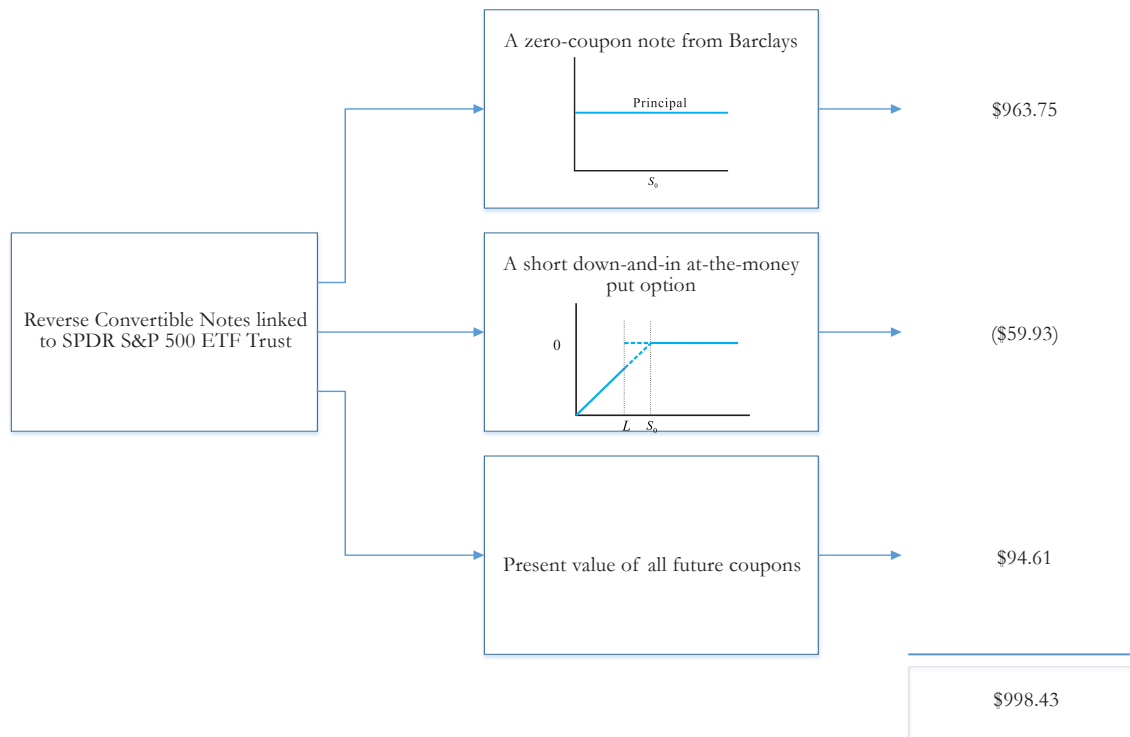 A zero-coupon note from Barclays
Principal
S₀
$963.75
Reverse Convertible Notes linked
to SPDR S&P 500 ETF Trust
A short down-and-in at-the-money
put option
0
L S₀
($59.93)
Present value of all future coupons
$94.61
$998.43